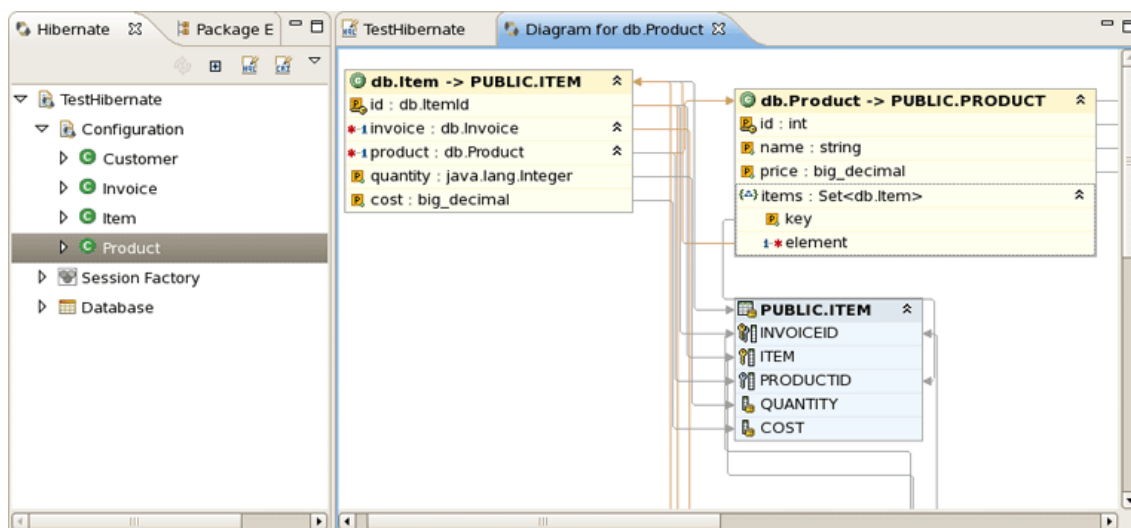 Hibernate
Package E
TestHibernate
Configuration
Customer
Invoice
Item
Product
Session Factory
Database
TestHibernate
Diagram for db.Product
db.Item -> PUBLIC.ITEM
id : db.ItemId
*-1 invoice : db.Invoice
*-1 product : db.Product
quantity : java.lang.Integer
cost : big_decimal
db.Product -> PUBLIC.PRODUCT
id : int
name : string
price : big_decimal
items : Set<db.Item>
key
1-* element
PUBLIC.ITEM
INVOICEID
ITEM
PRODUCTID
QUANTITY
COST